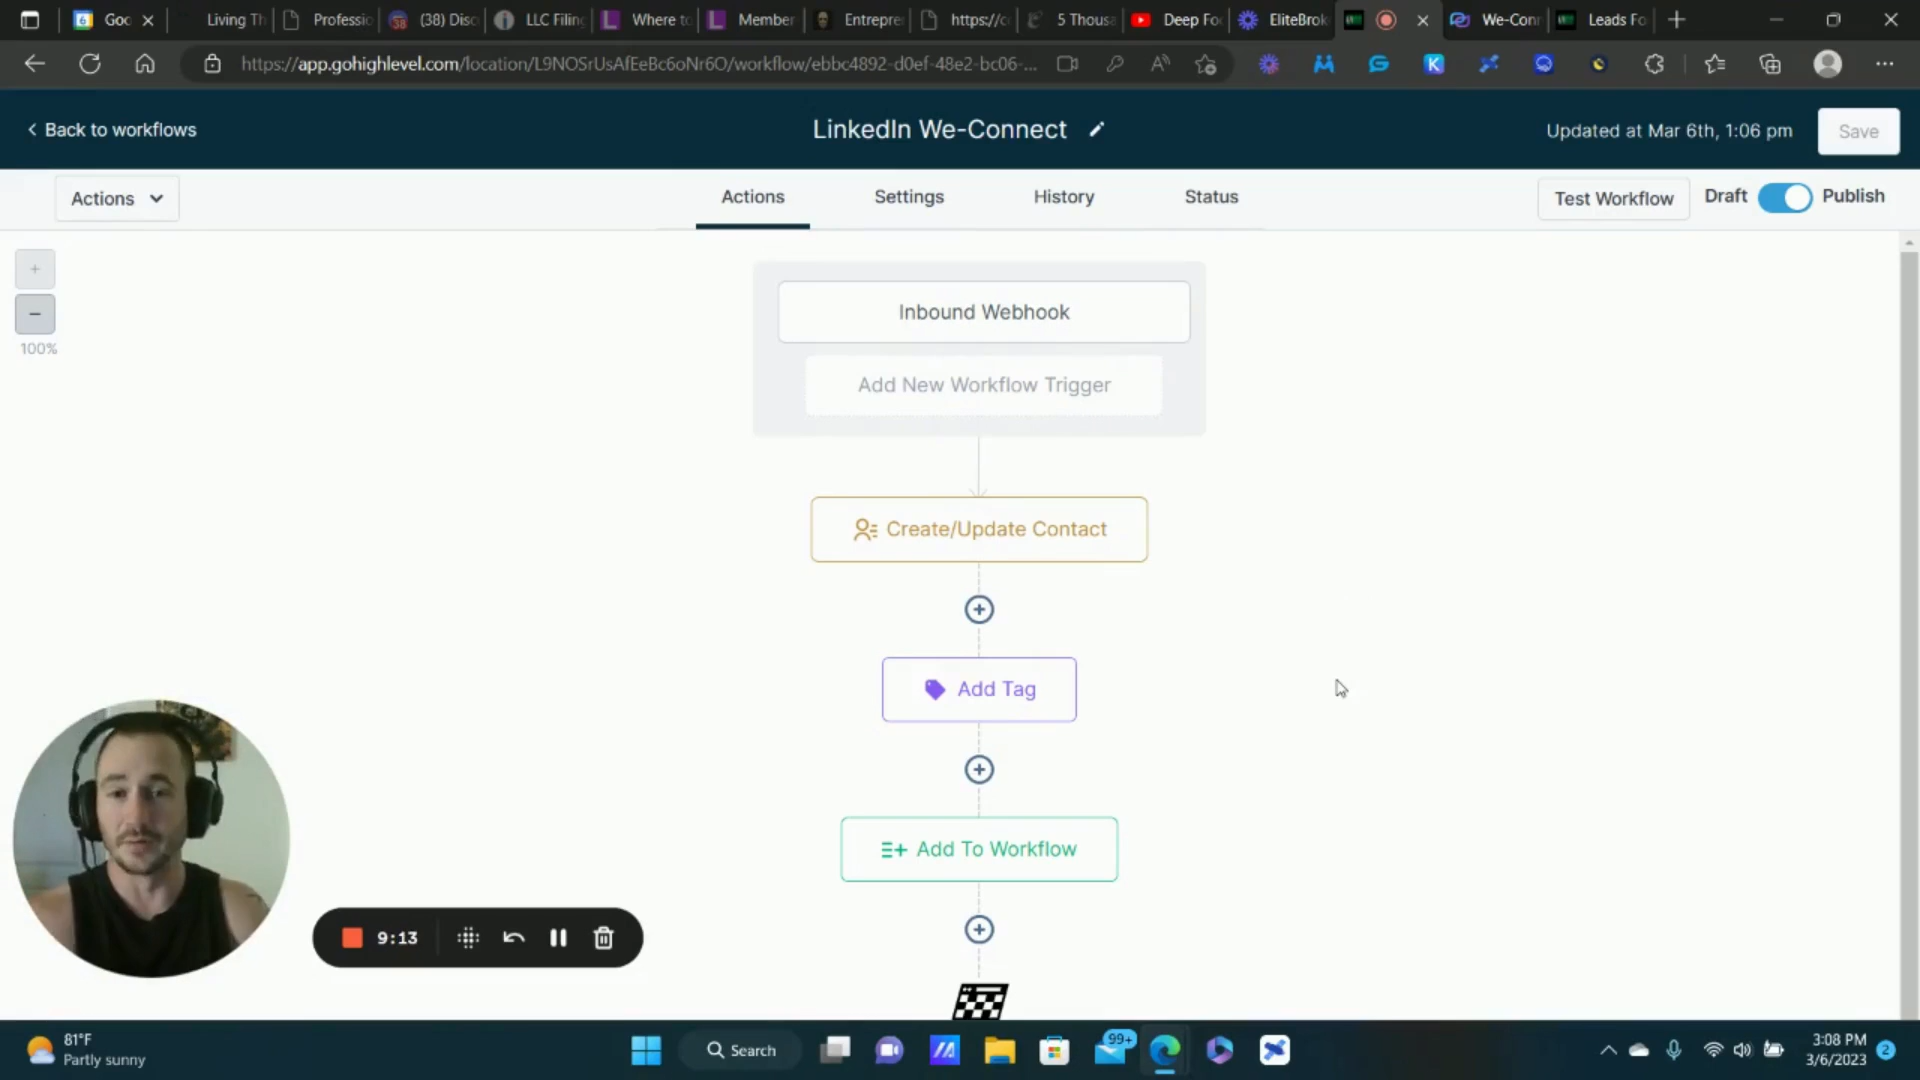 Goo
Living Th
Professio
(38) Disc
LLC Filing
Where to
Member
Entrepre
https://c
5 Thousa
Deep Foc
EliteBrok
We-Conn
Leads Fo
https://app.gohighlevel.com/location/L9NOSrUsAfEeBc6oNr6O/workflow/ebbc4892-d0ef-48e2-bc06-...
Back to workflows
LinkedIn We-Connect
Updated at Mar 6th, 1:06 pm
Save
Actions
Actions
Settings
History
Status
Test Workflow
Draft
Publish
100%
Inbound Webhook
Add New Workflow Trigger
Create/Update Contact
Add Tag
Add To Workflow
9:13
81°F
Partly sunny
Search
99+
3:08 PM
3/6/2023
2